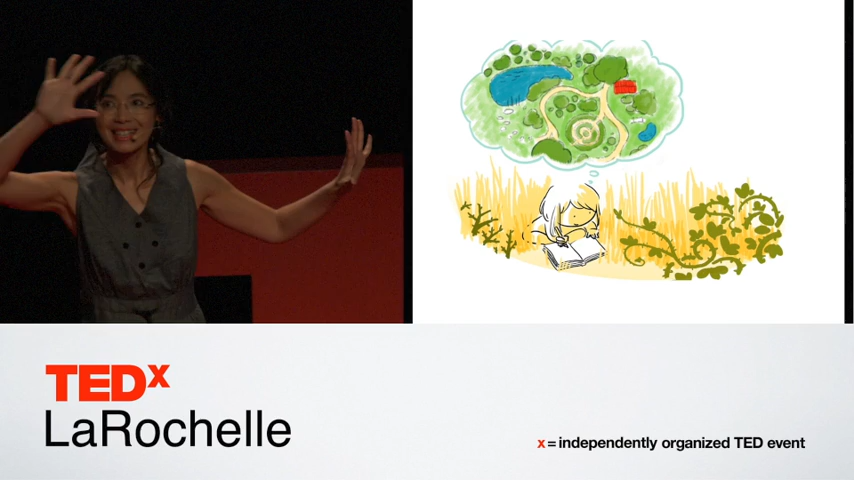 TEDx
LaRochelle
x = independently organized TED event